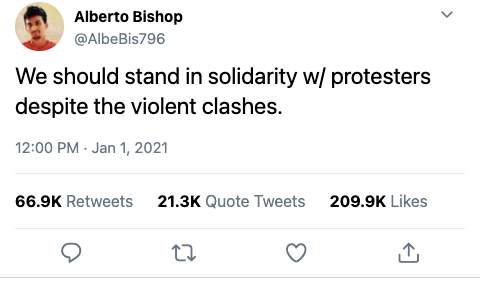 Alberto Bishop
@AlbeBis796
We should stand in solidarity w/ protesters
despite the violent clashes.
12:00 PM · Jan 1, 2021
66.9K Retweets 21.3K Quote Tweets 209.9K Likes